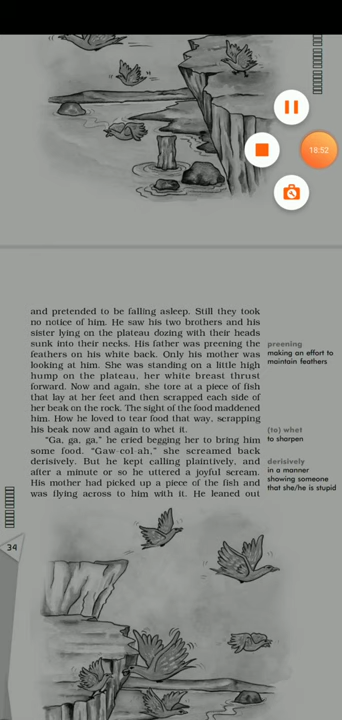 18:52
and pretended to be falling asleep. Still they took
no notice of him. He saw his two brothers and his
sister lying on the plateau dozing with their heads
sunk into their necks. His father was preening the
feathers on his white back. Only his mother was
looking at him. She was standing on a little high
hump on the plateau, her white breast thrust
forward. Now and again, she tore at a piece of fish
that lay at her feet and then scrapped each side of
her beak on the rock. The sight of the food maddened
him. How he loved to tear food that way, scrapping
his beak now and again to whet it.
preening
making an effort to
maintain feathers
(to) whet
to sharpen
“Ga, ga, ga,” he cried begging her to bring him
some food. “Gaw-col-ah,” she screamed back
derisively. But he kept calling plaintively, and
after a minute or so he uttered a joyful scream.
His mother had picked up a piece of the fish and
was flying across to him with it. He leaned out
derisively
in a manner
showing someone
that she/he is stupid
34